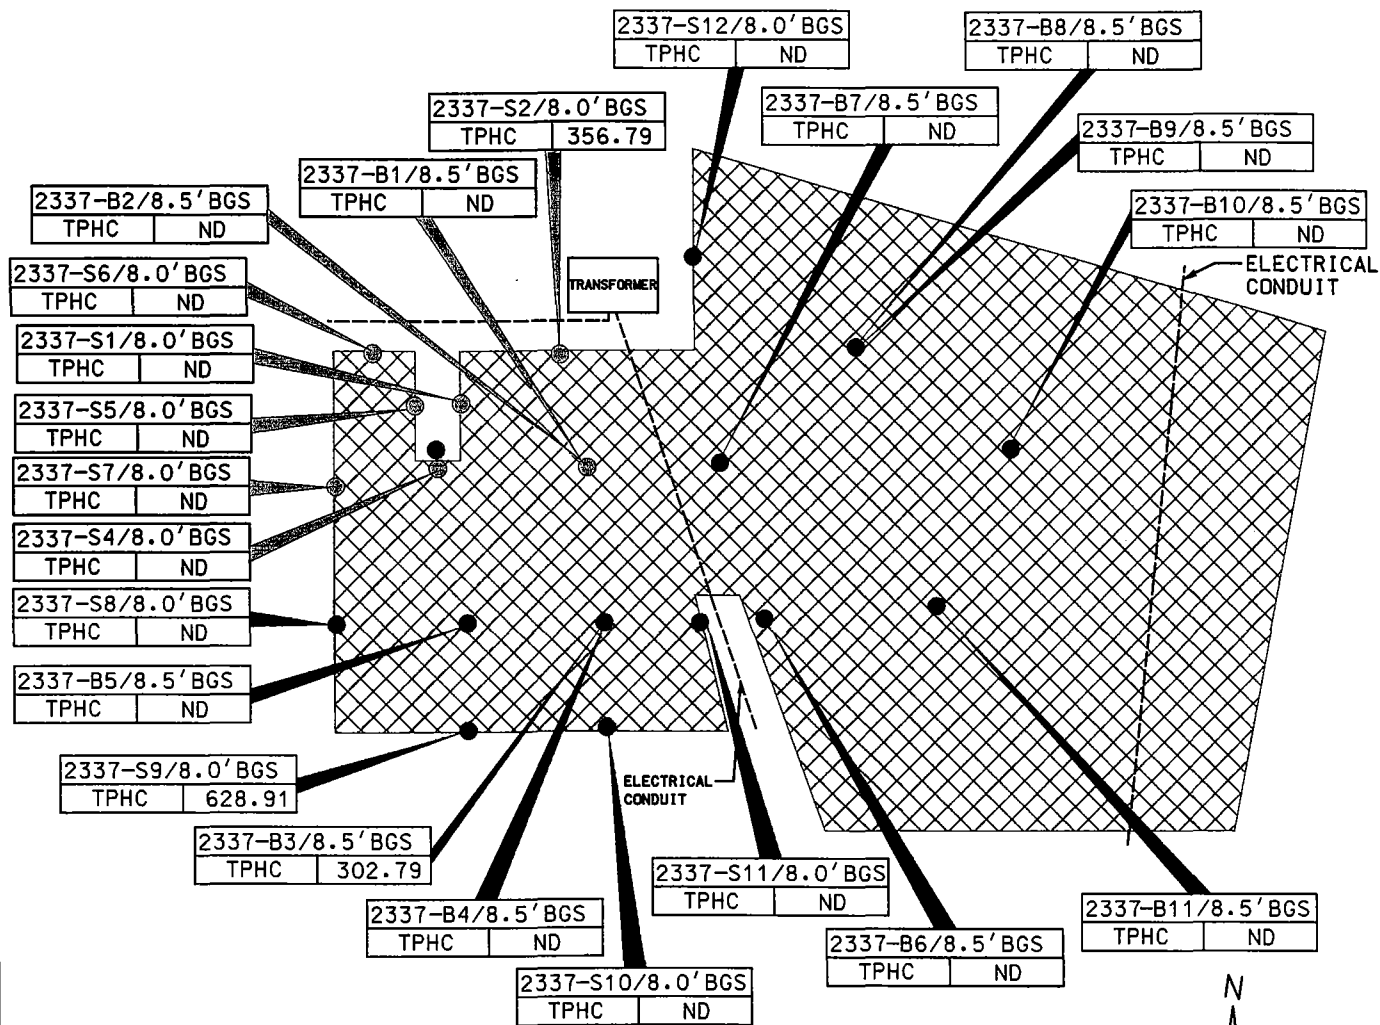 2337-S12/8.0'BGS
TPHC ND
2337-B8/8.5'BGS
TPHC ND
2337-S2/8.0'BGS
TPHC 356.79
2337-B7/8.5'BGS
TPHC ND
2337-B9/8.5'BGS
TPHC ND
2337-B1/8.5'BGS
TPHC ND
2337-B2/8.5'BGS
TPHC ND
2337-B10/8.5'BGS
TPHC ND
2337-S6/8.0'BGS
TPHC ND
TRANSFORMER
ELECTRICAL
CONDUIT
2337-S1/8.0'BGS
TPHC ND
2337-S5/8.0'BGS
TPHC ND
2337-S7/8.0'BGS
TPHC ND
2337-S4/8.0'BGS
TPHC ND
2337-S8/8.0'BGS
TPHC ND
2337-B5/8.5'BGS
TPHC ND
2337-S9/8.0'BGS
TPHC 628.91
ELECTRICAL
CONDUIT
2337-B3/8.5'BGS
TPHC 302.79
2337-S11/8.0'BGS
TPHC ND
2337-B4/8.5'BGS
TPHC ND
2337-B11/8.5'BGS
TPHC ND
2337-B6/8.5'BGS
TPHC ND
2337-S10/8.0'BGS
TPHC ND
N